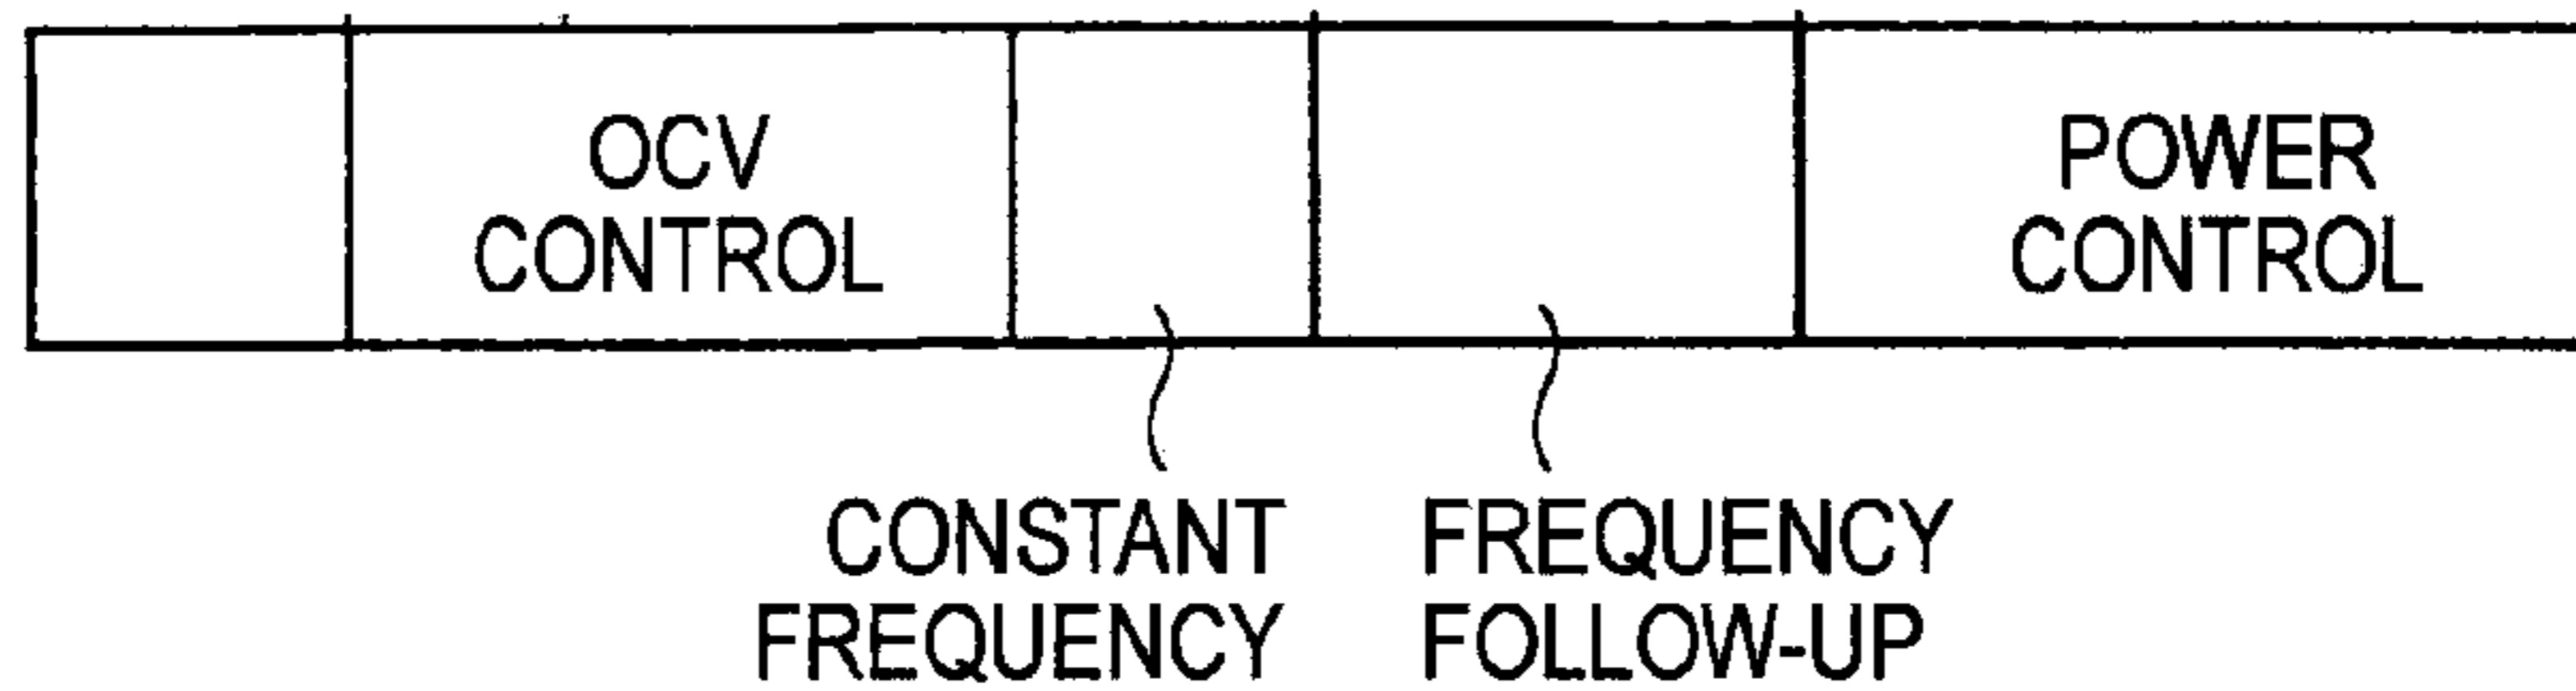 OCV
CONTROL
POWER
CONTROL
CONSTANT
FREQUENCY
FREQUENCY
FOLLOW-UP